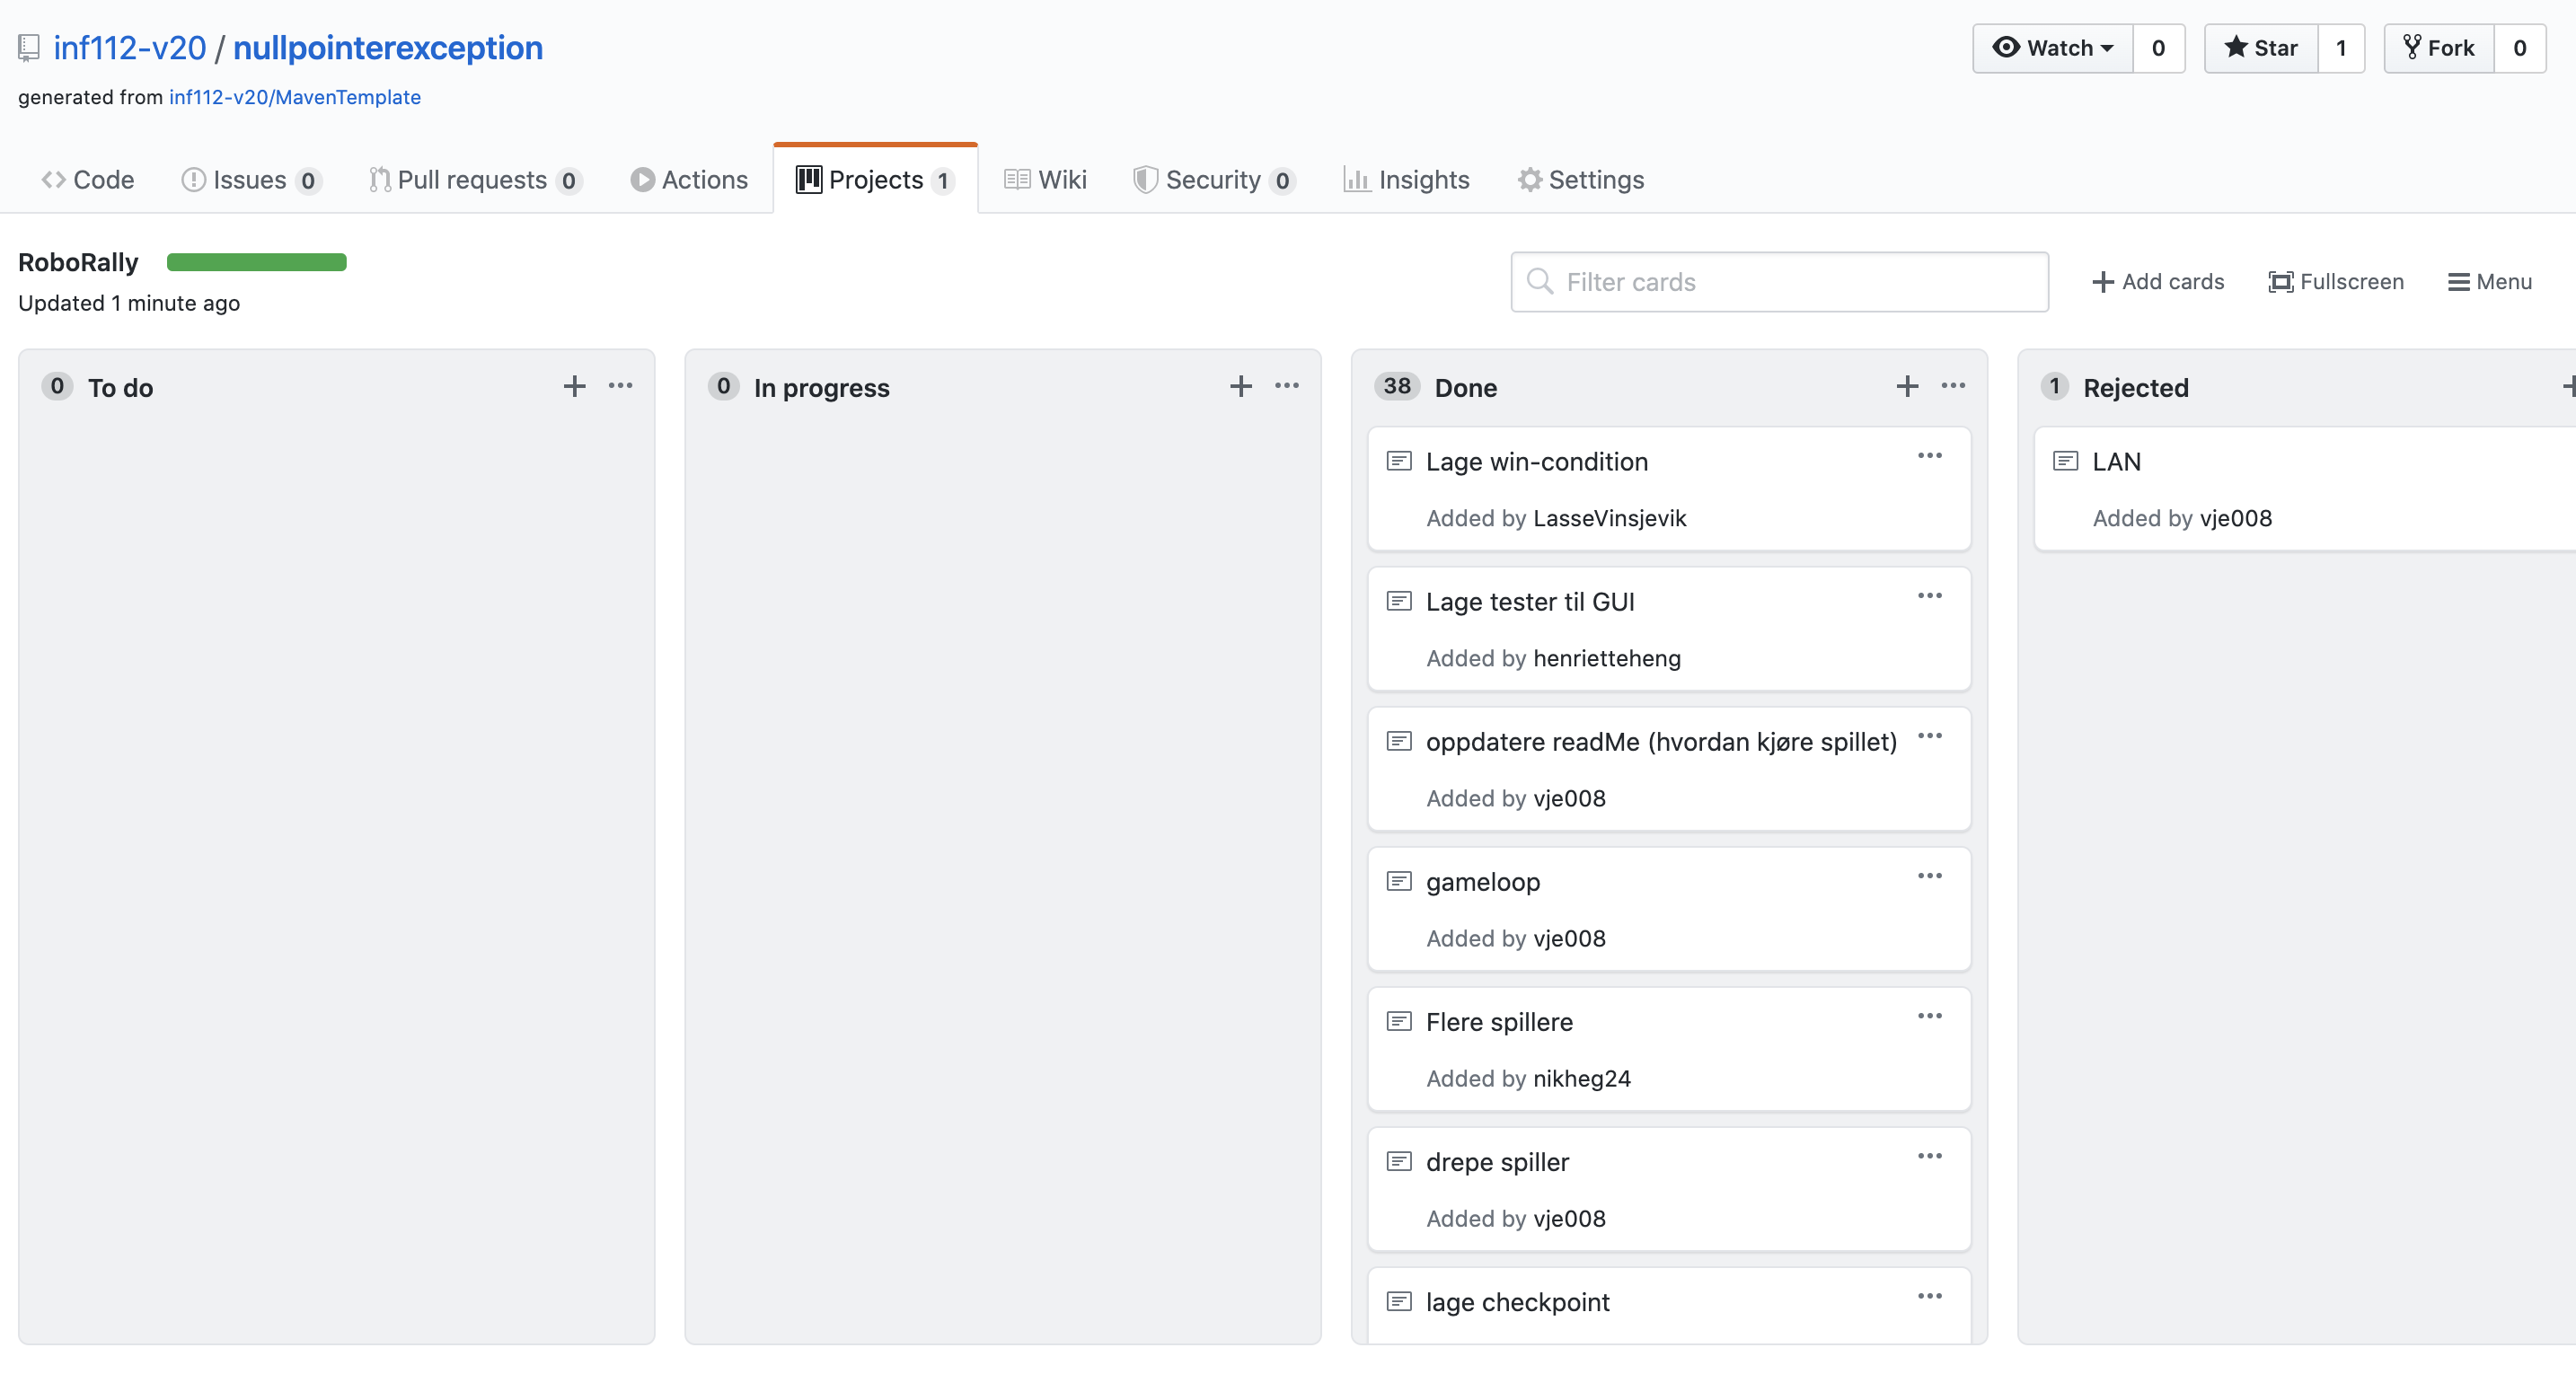 inf112-v20 / nullpointerexception
Watch 0 Star 1 Fork 0
generated from inf112-v20/MavenTemplate
Code Issues 0 Pull requests 0 Actions Projects 1 Wiki Security 0 Insights Settings
RoboRally
Updated 1 minute ago
Filter cards Add cards Fullscreen Menu
0 To do
0 In progress
38 Done
Lage win-condition
Added by LasseVinsjevik
Lage tester til GUI
Added by henrietteheng
oppdatere readMe (hvordan kjøre spillet)
Added by vje008
gameloop
Added by vje008
Flere spillere
Added by nikheg24
drepe spiller
Added by vje008
lage checkpoint
1 Rejected
LAN
Added by vje008